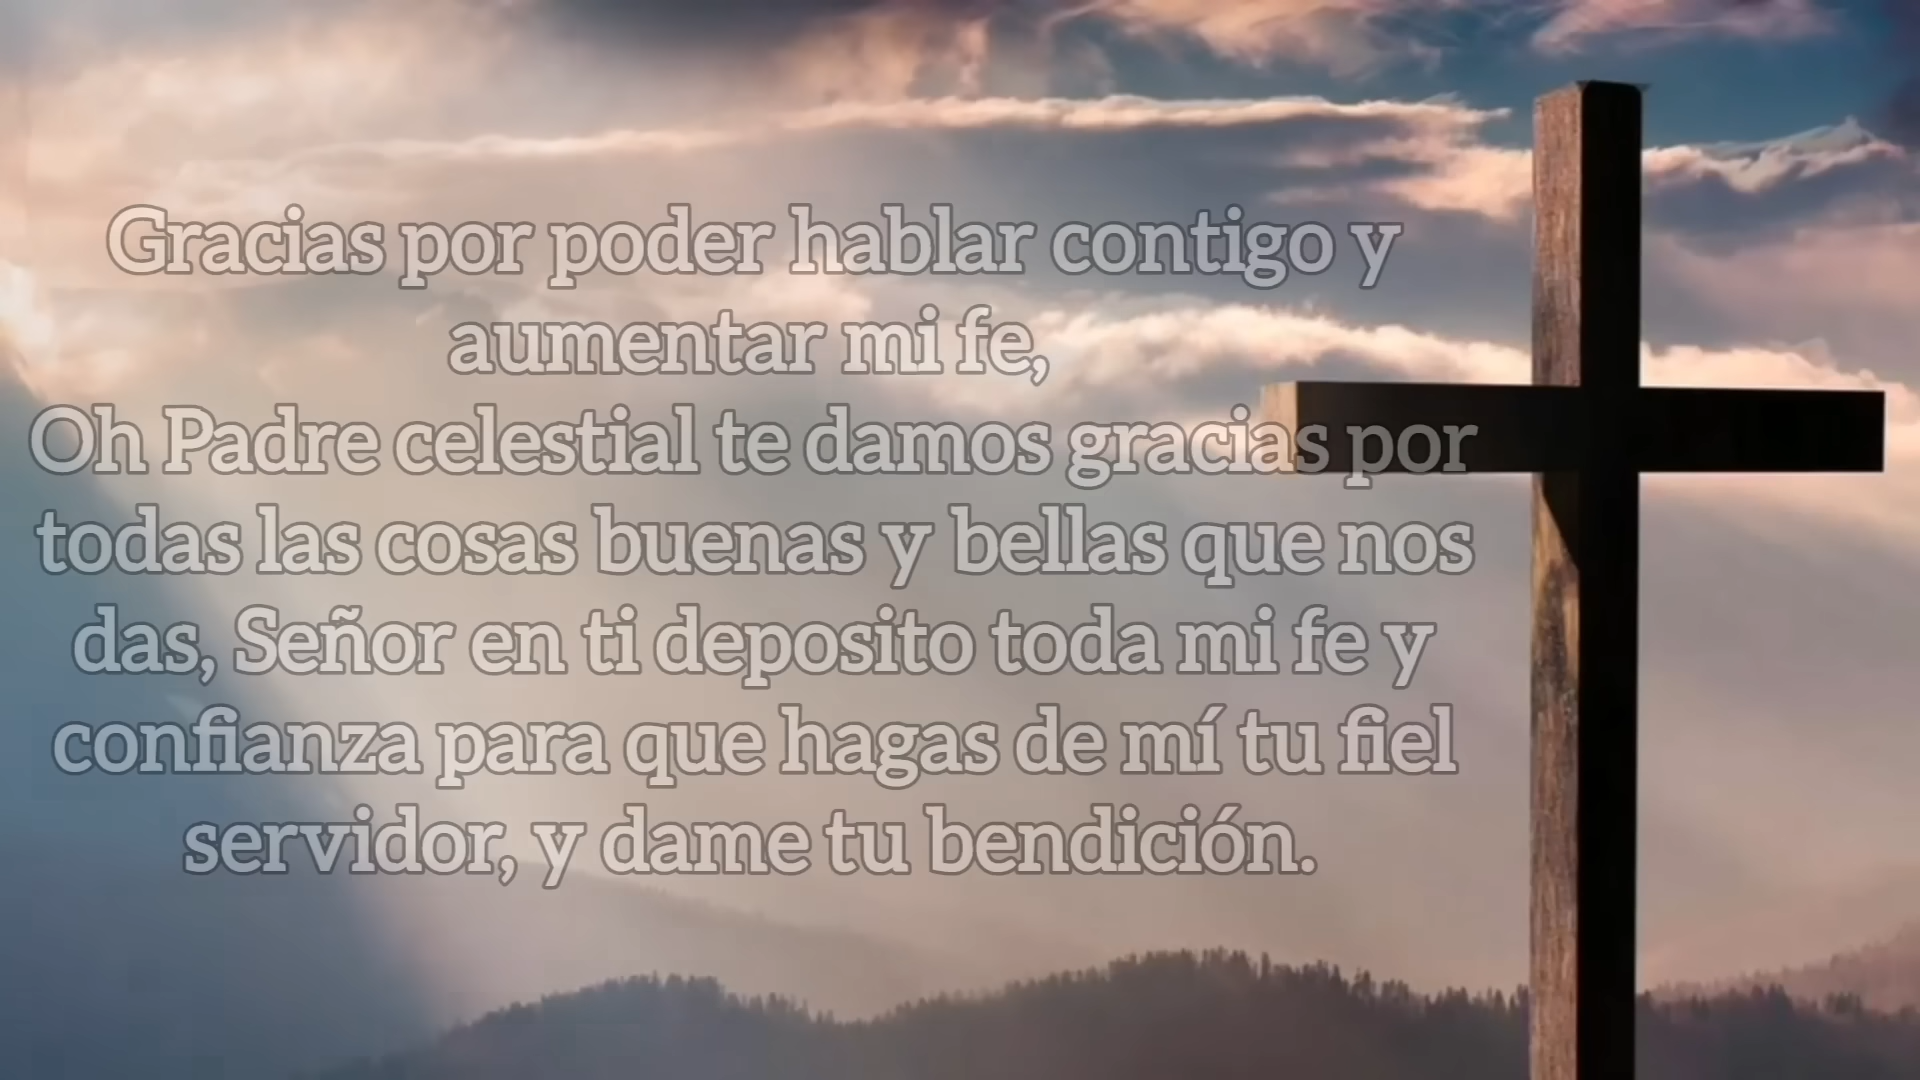 Gracias por poder hablar contigo y
aumentar mi fe,
Oh Padre celestial te damos gracias por
todas las cosas buenas y bellas que nos
das, Señor en ti deposito toda mi fe y
confianza para que hagas de mí tu fiel
servidor, y dame tu bendición.